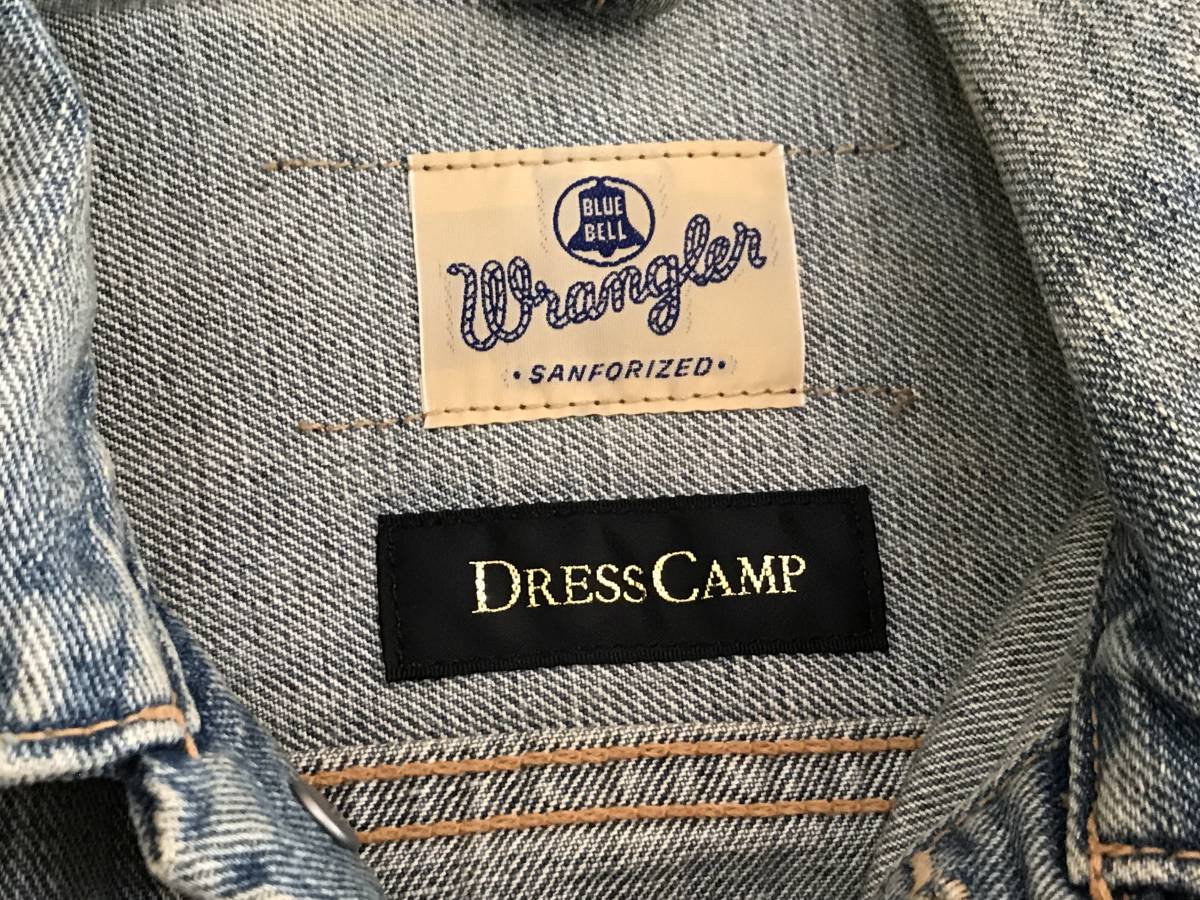 BLUE
BELL
Wrangler
•SANFORIZED•
DRESSCAMP